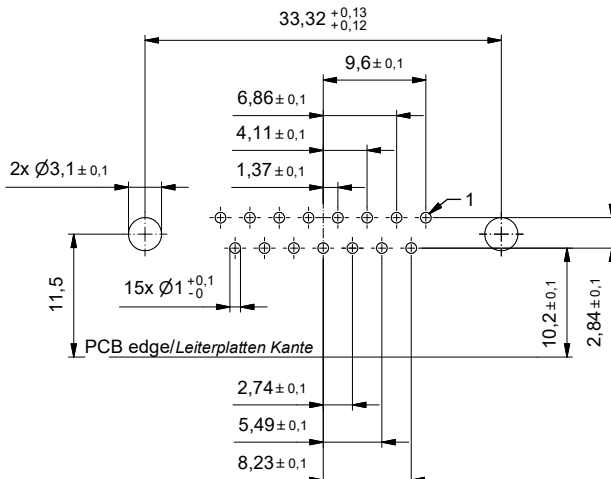 33,32 +0,13 +0,12
9,6±0,1
6,86±0,1
4,11±0,1
2x Ø3,1±0,1
1,37±0,1
1
15x Ø1 +0,1 -0
11,5
10,2±0,1
2,84±0,1
PCB edge/Leiterplatten Kante
2,74±0,1
5,49±0,1
8,23±0,1